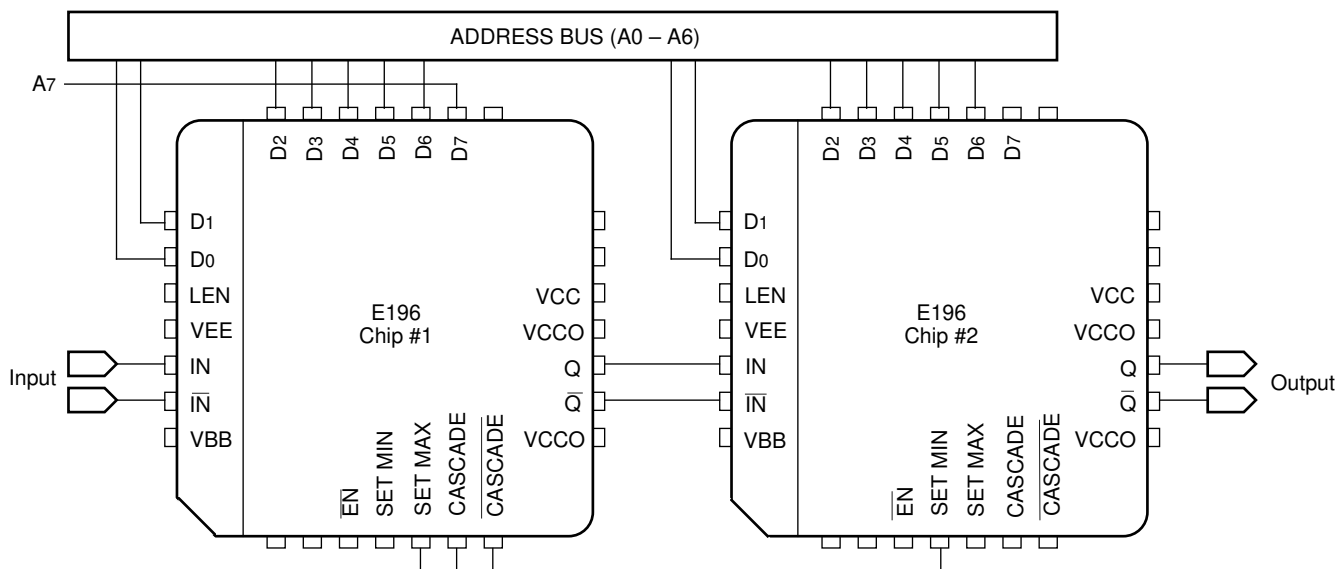 ADDRESS BUS (A0 – A6)
A7
D2 D3 D4 D5 D6 D7
D1
D0
LEN
VEE
IN
IN
VBB
E196
Chip #1
VCC
VCCO
Q
Q
VCCO
EN
SET MIN
SET MAX
CASCADE
CASCADE
Input
D2 D3 D4 D5 D6 D7
D1
D0
LEN
VEE
IN
IN
VBB
E196
Chip #2
VCC
VCCO
Q
Q
VCCO
EN
SET MIN
SET MAX
CASCADE
CASCADE
Output